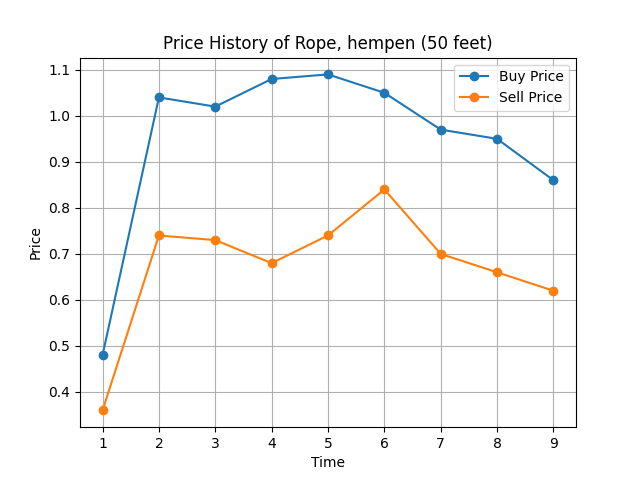 Price History of Rope, hempen (50 feet)
Buy Price
Sell Price
1.1
1.0
0.9
0.8
0.7
0.6
0.5
0.4
Price
1 2 3 4 5 6 7 8 9
Time